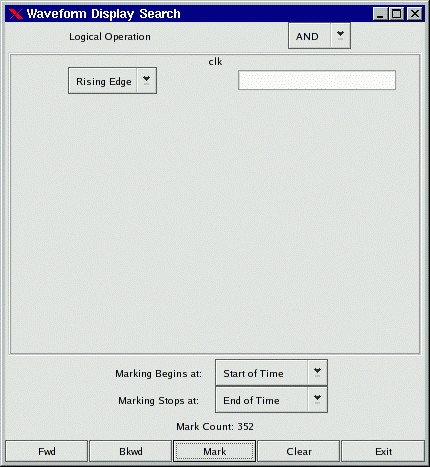 Waveform Display Search
Logical Operation AND
clk
Rising Edge
Marking Begins at: Start of Time
Marking Stops at: End of Time
Mark Count: 352
Fwd Bkwd Mark Clear Exit